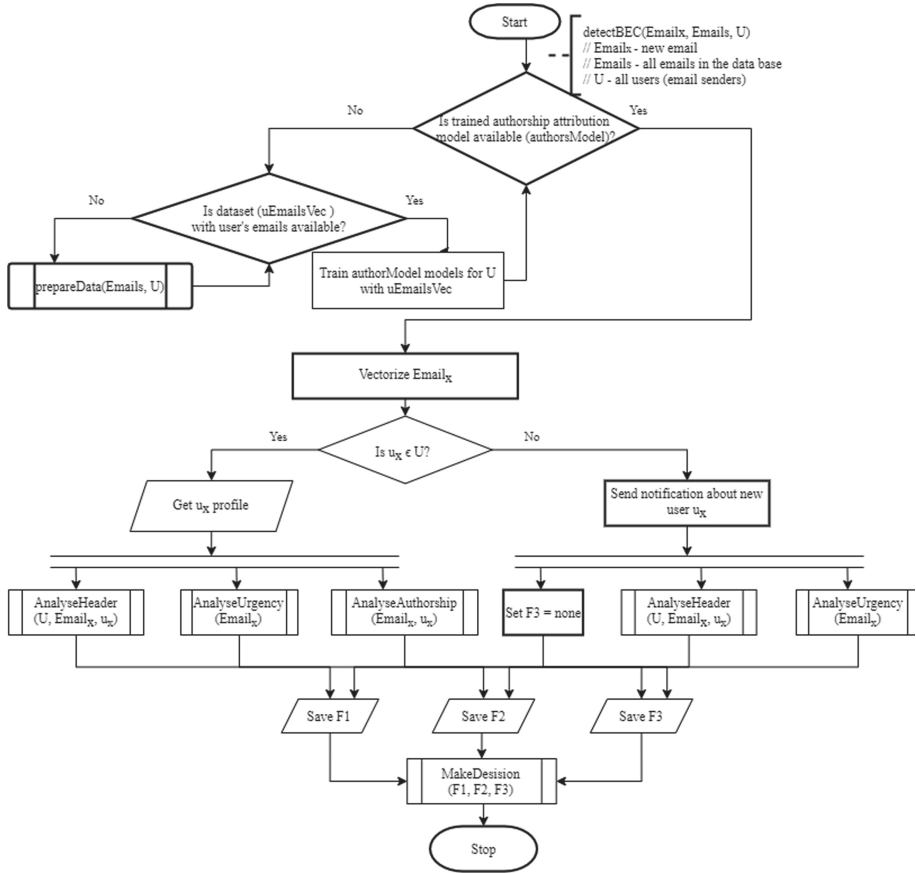 Start
detectBEC(Emailx, Emails, U)
// Emailx - new email
// Emails - all emails in the data base
// U - all users (email senders)
No
Yes
Is trained authorship attribution
model available (authorsModel)?
No
Yes
Is dataset (uEmailsVec )
with user's emails available?
prepareData(Emails, U)
Train authorModel models for U
with uEmailsVec
Vectorize Emailx
Yes
No
Is ux ϵ U?
Get ux profile
Send notification about new
user ux
AnalyseHeader
(U, Emailx, ux)
AnalyseUrgency
(Emailx)
AnalyseAuthorship
(Emailx, ux)
Set F3 = none
AnalyseHeader
(U, Emailx, ux)
AnalyseUrgency
(Emailx)
Save F1
Save F2
Save F3
MakeDesision
(F1, F2, F3)
Stop